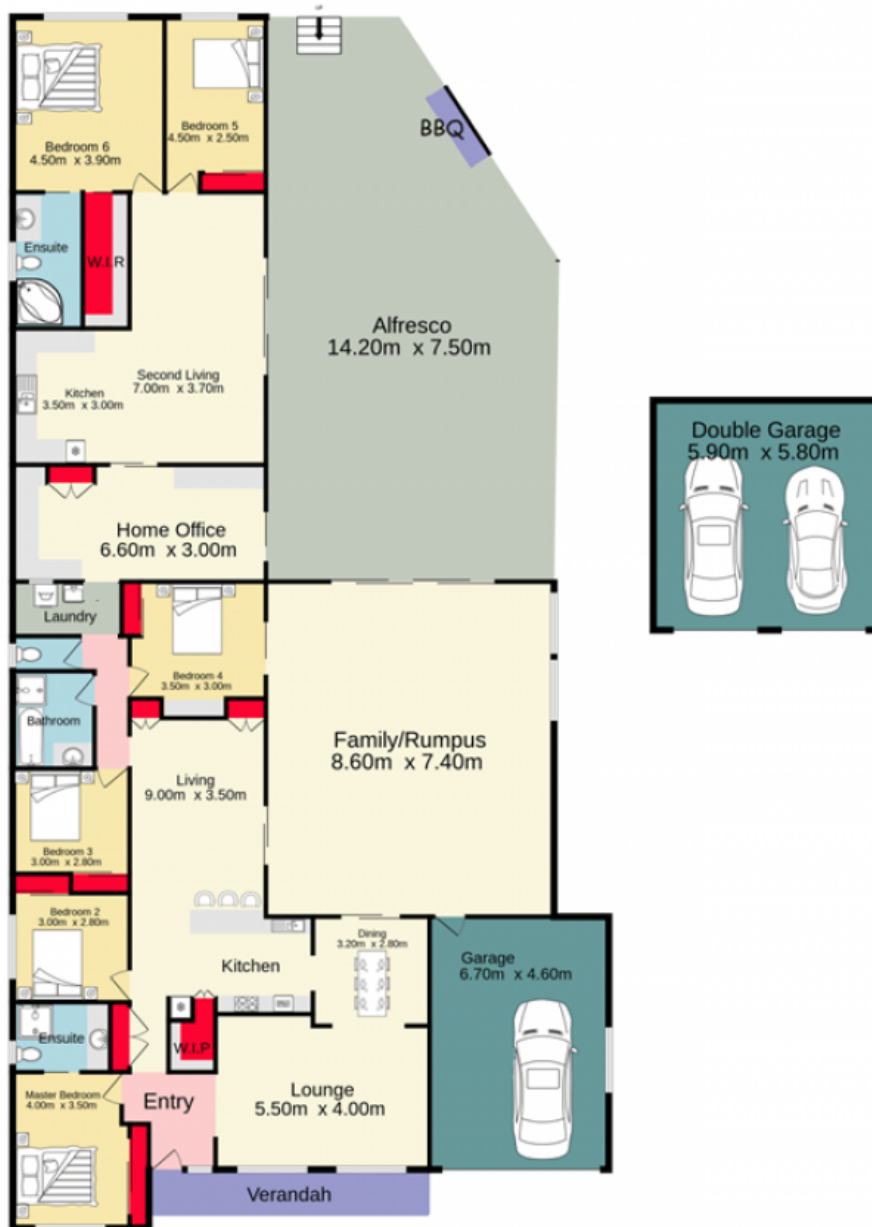 UP
Bedroom 6
4.50m x 3.90m
Bedroom 5
4.50m x 2.50m
BBQ
Ensuite
W.I.R
Alfresco
14.20m x 7.50m
Second Living
7.00m x 3.70m
Kitchen
3.50m x 3.00m
Double Garage
5.90m x 5.80m
Home Office
6.60m x 3.00m
Laundry
Bedroom 4
3.50m x 3.00m
Bathroom
Family/Rumpus
8.60m x 7.40m
Living
9.00m x 3.50m
Bedroom 3
3.00m x 2.80m
Bedroom 2
3.00m x 2.80m
Dining
3.20m x 2.80m
Kitchen
Garage
6.70m x 4.60m
Ensuite
W.I.P
Master Bedroom
4.00m x 3.50m
Entry
Lounge
5.50m x 4.00m
Verandah